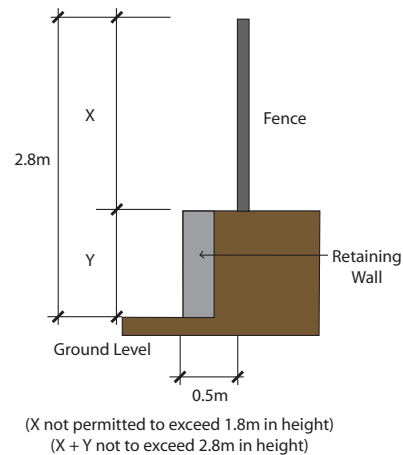 X
Fence
2.8m
Y
Retaining
Wall
Ground Level
0.5m
(X not permitted to exceed 1.8m in height)
(X + Y not to exceed 2.8m in height)